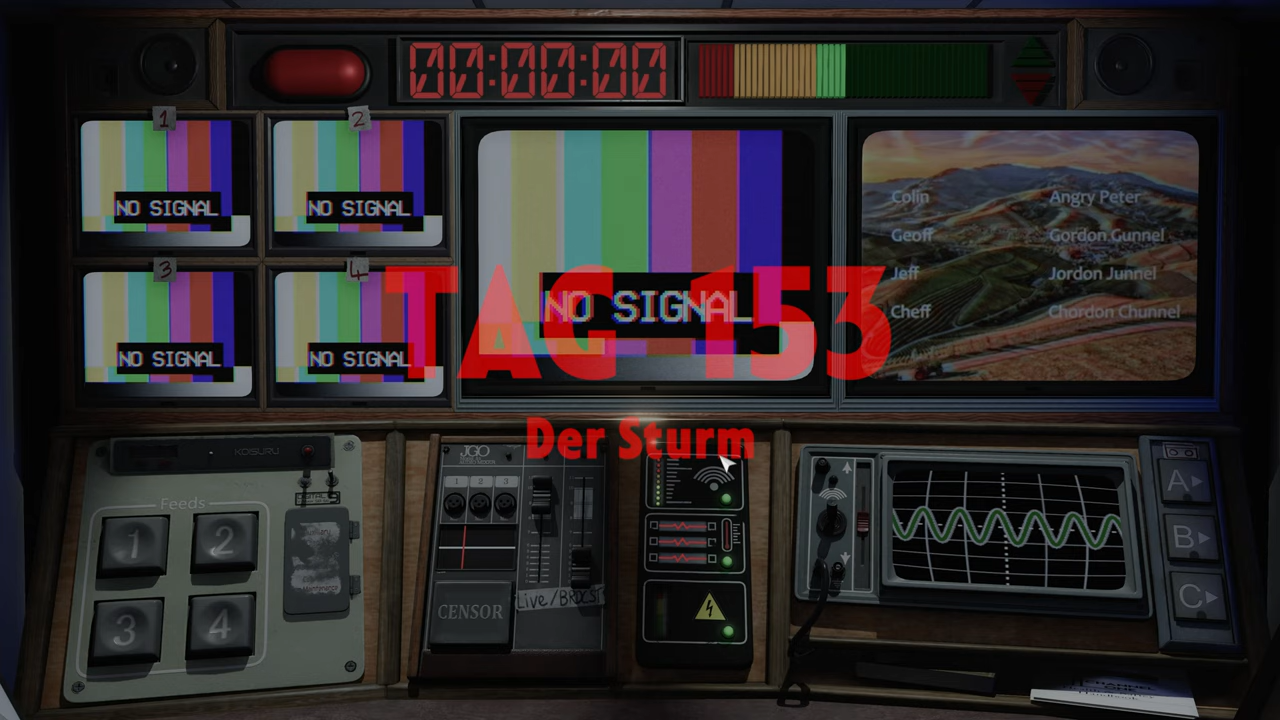 00:00:00
1
2
NO SIGNAL
NO SIGNAL
3
4
NO SIGNAL
NO SIGNAL
NO SIGNAL
Colin
Angry Peter
Geoff
Gordon Gunnel
Jeff
Jordon Junnel
Cheff
Chordon Chunnel
TAG 153
Der Sturm
KOISURU
Feeds
1
2
3
4
JGO
1 2 3
CENSOR
Live/BRDCST
A
B
C
CHANNEL
Handbook